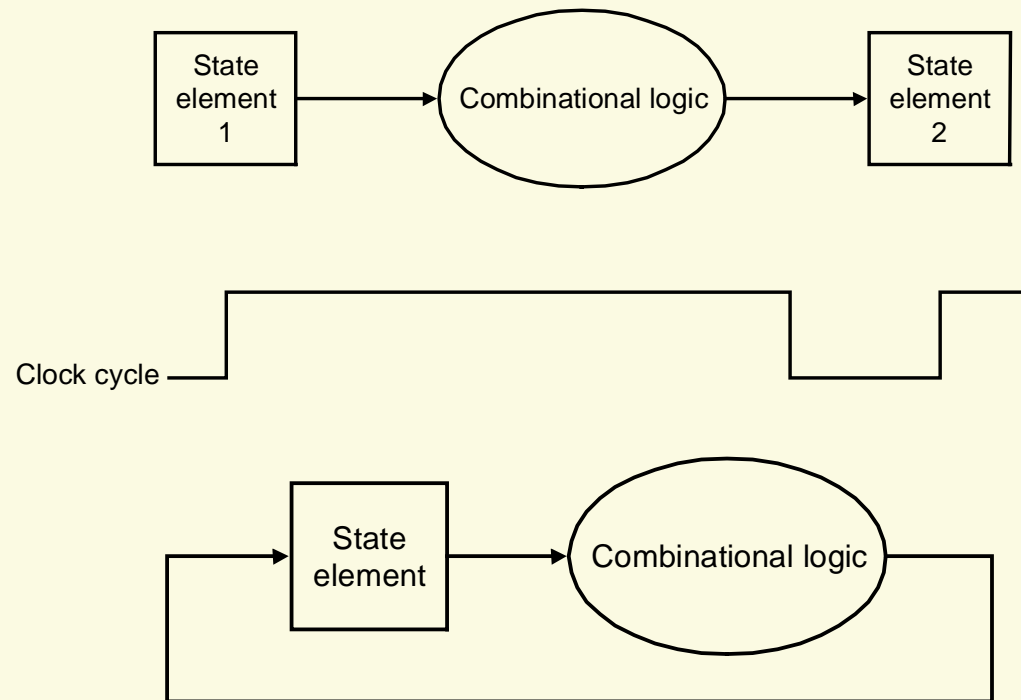 State
element
1
Combinational logic
State
element
2
Clock cycle
State
element
Combinational logic